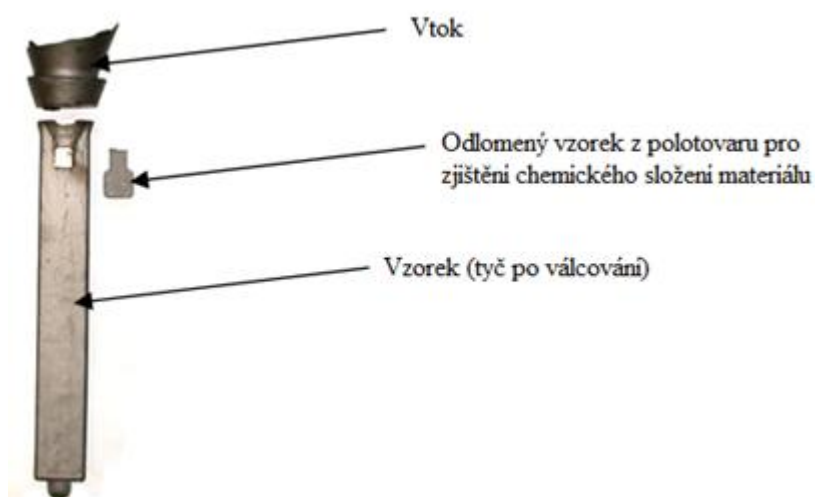 Vtok
Odlomený vzorek z polotovaru pro
zjištění chemického složení materiálu
Vzorek (tyč po válcování)